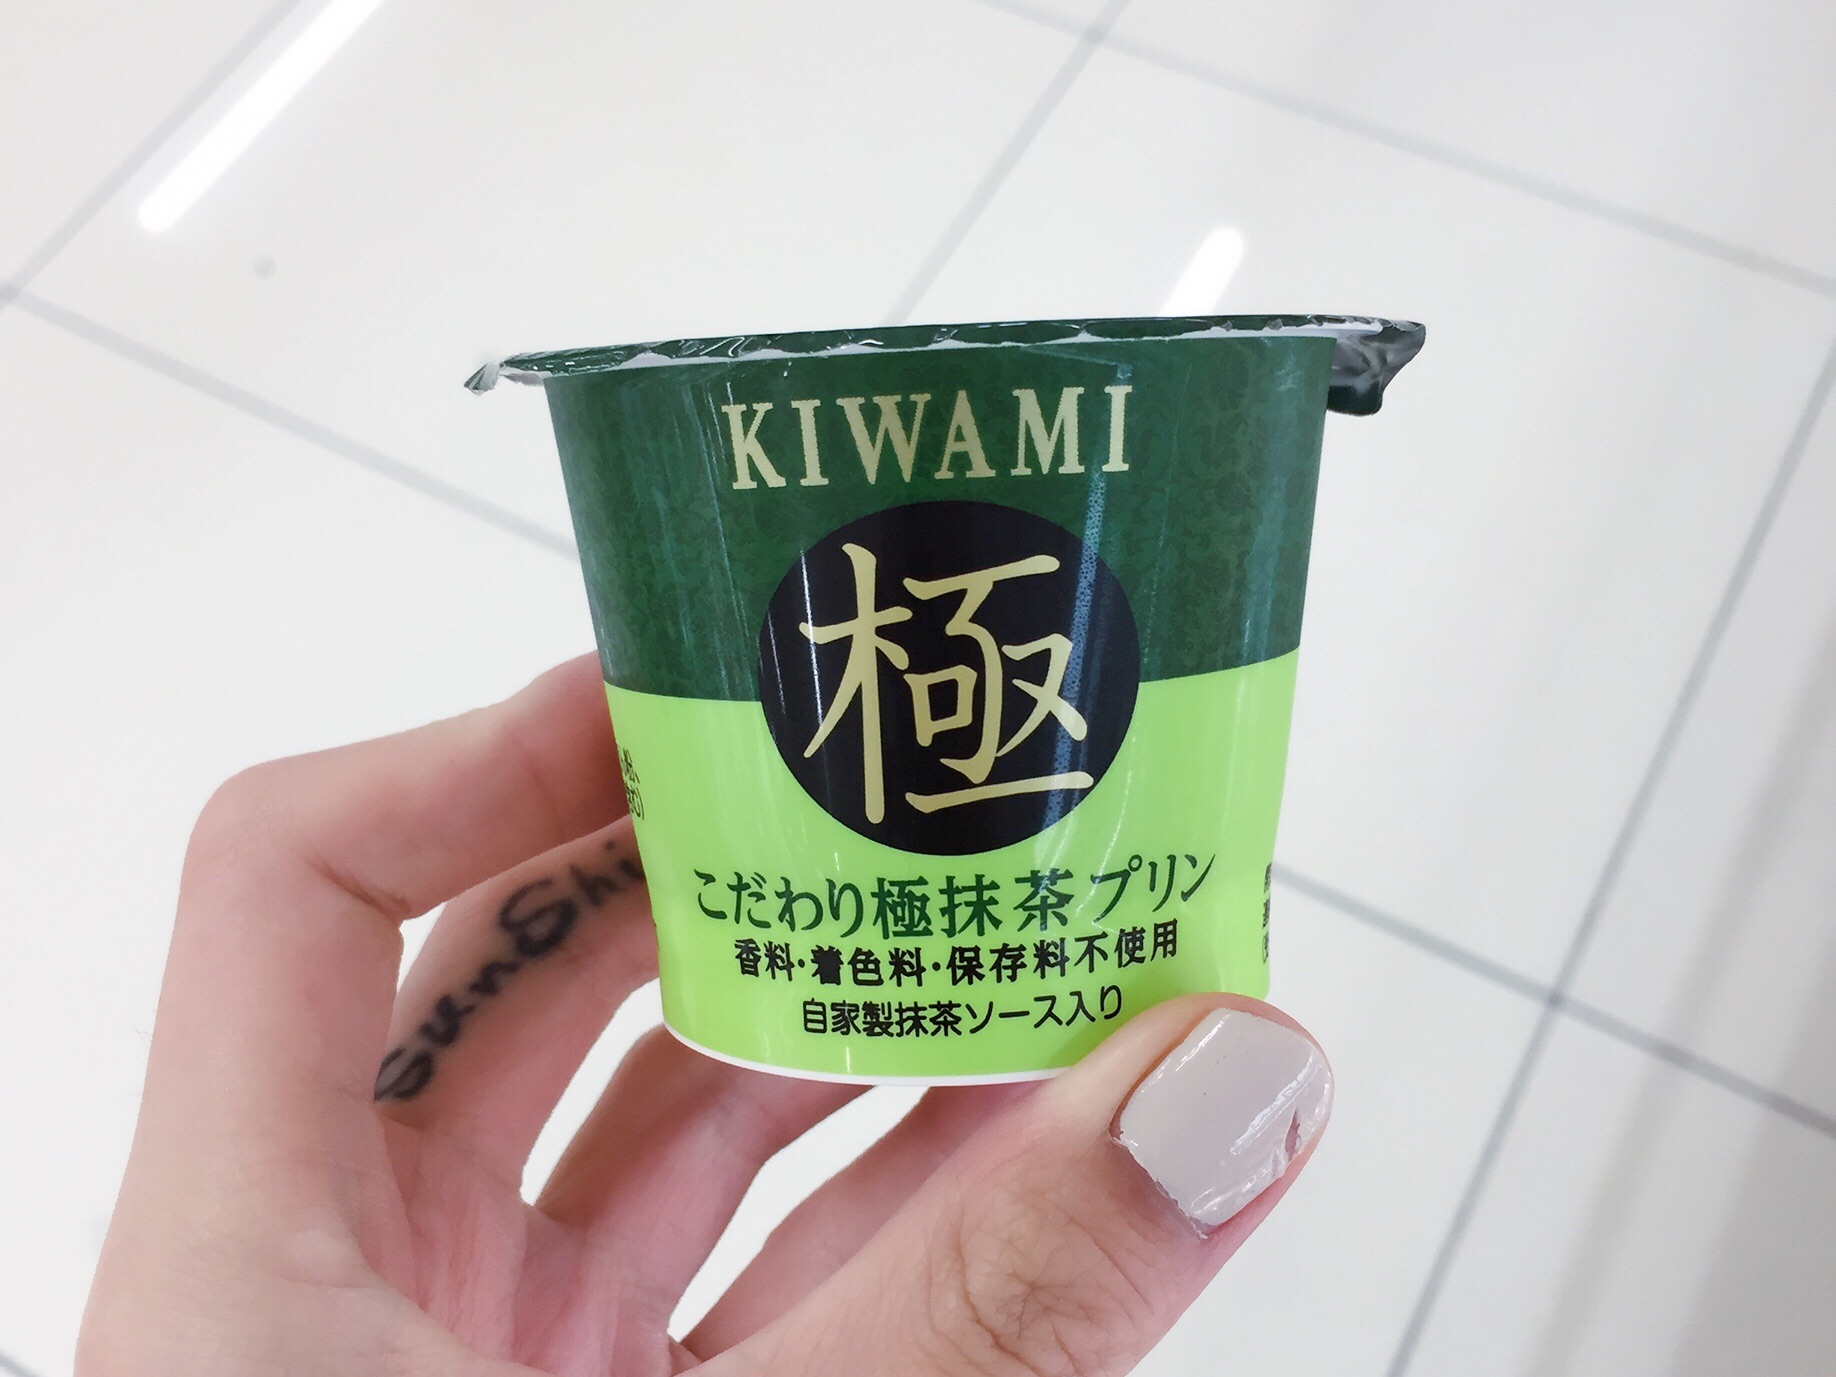 KIWAMI
極
こだわり極抹茶プリン
香料・着色料・保存料不使用
自家製抹茶ソース入り
sunshi